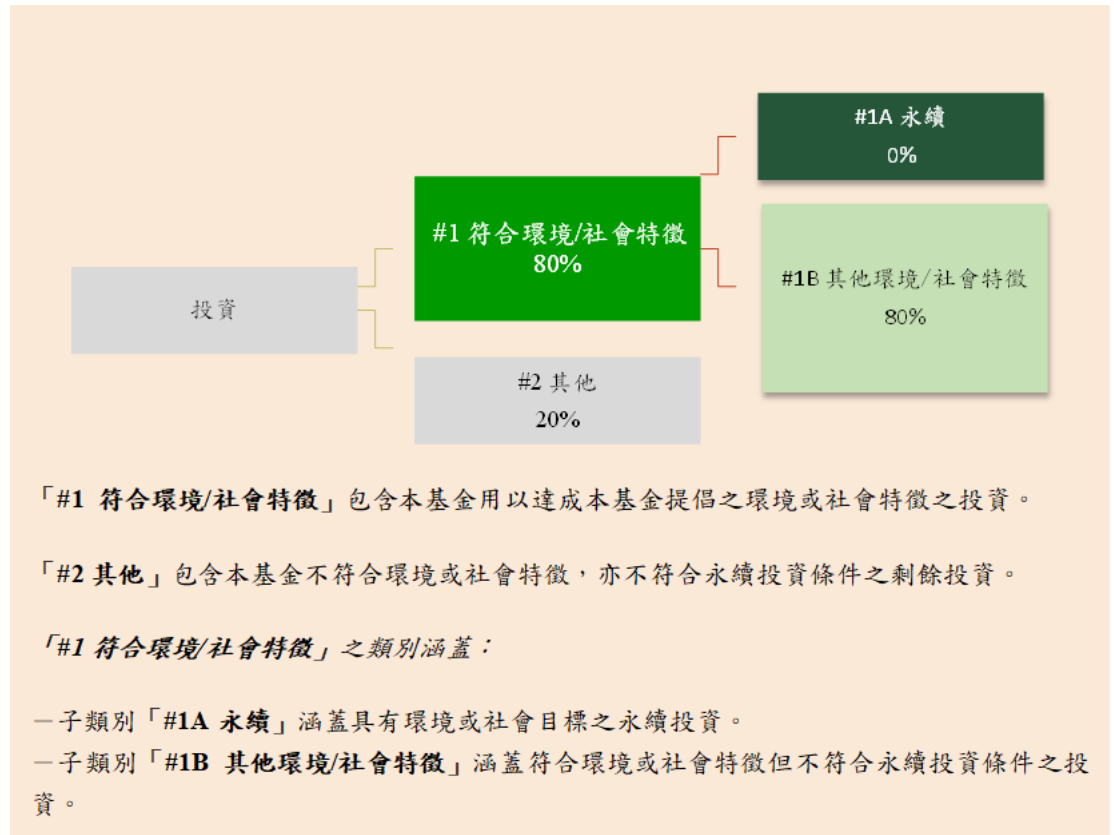 #1A 永續
0%
#1 符合環境/社會特徵
80%
#1B 其他環境/社會特徵
80%
投資
#2 其他
20%
「#1 符合環境/社會特徵」包含本基金用以達成本基金提倡之環境或社會特徵之投資。
「#2 其他」包含本基金不符合環境或社會特徵，亦不符合永續投資條件之剩餘投資。
「#1 符合環境/社會特徵」之類別涵蓋：
－子類別「#1A 永續」涵蓋具有環境或社會目標之永續投資。
－子類別「#1B 其他環境/社會特徵」涵蓋符合環境或社會特徵但不符合永續投資條件之投
資。